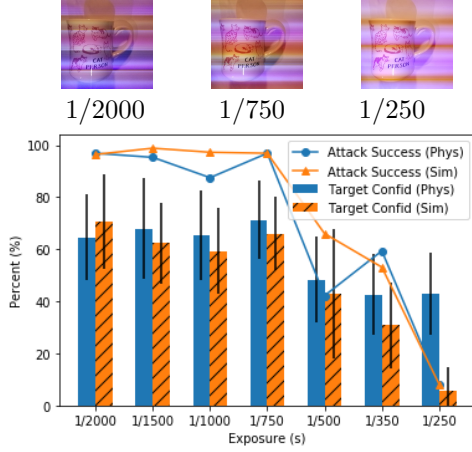 CAT
PERSON
CAT
PERSON
CAT
PERSON
1/2000
1/750
1/250
100
80
60
40
20
0
Percent (%)
Attack Success (Phys)
Attack Success (Sim)
Target Confid (Phys)
Target Confid (Sim)
1/2000 1/1500 1/1000 1/750 1/500 1/350 1/250
Exposure (s)